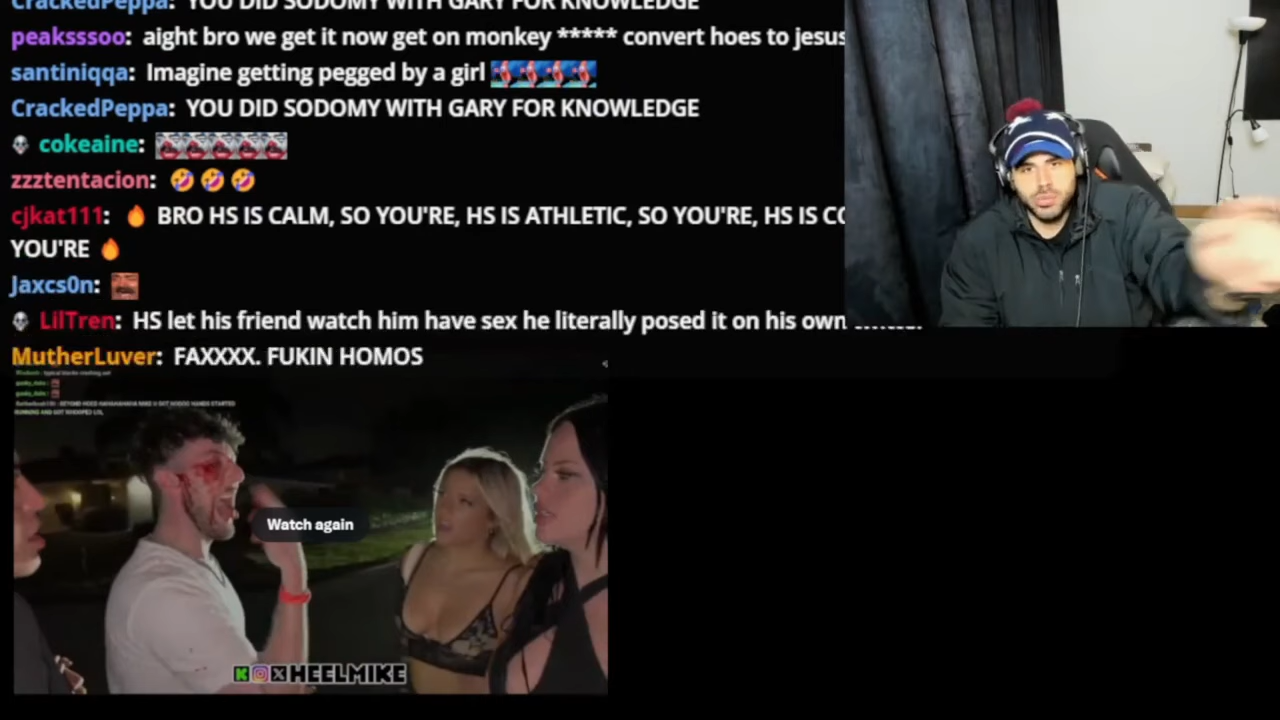 CrackedPeppa: YOU DID SODOMY WITH GARY FOR KNOWLEDGE
peaksssoo: aight bro we get it now get on monkey ***** convert hoes to jesus
santiniqqa: Imagine getting pegged by a girl
CrackedPeppa: YOU DID SODOMY WITH GARY FOR KNOWLEDGE
cokeaine:
zzztentacion: 🤣🤣🤣
cjkat111: 🔥 BRO HS IS CALM, SO YOU'RE, HS IS ATHLETIC, SO YOU'RE, HS IS
YOU'RE 🔥
Jaxcs0n:
LilTren: HS let his friend watch him have sex he literally posed it on his own
MutherLuver: FAXXXX. FUKIN HOMOS
Watch again
HEELMIKE